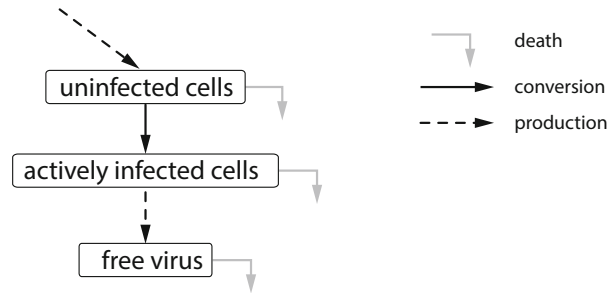 death
uninfected cells
conversion
production
actively infected cells
free virus